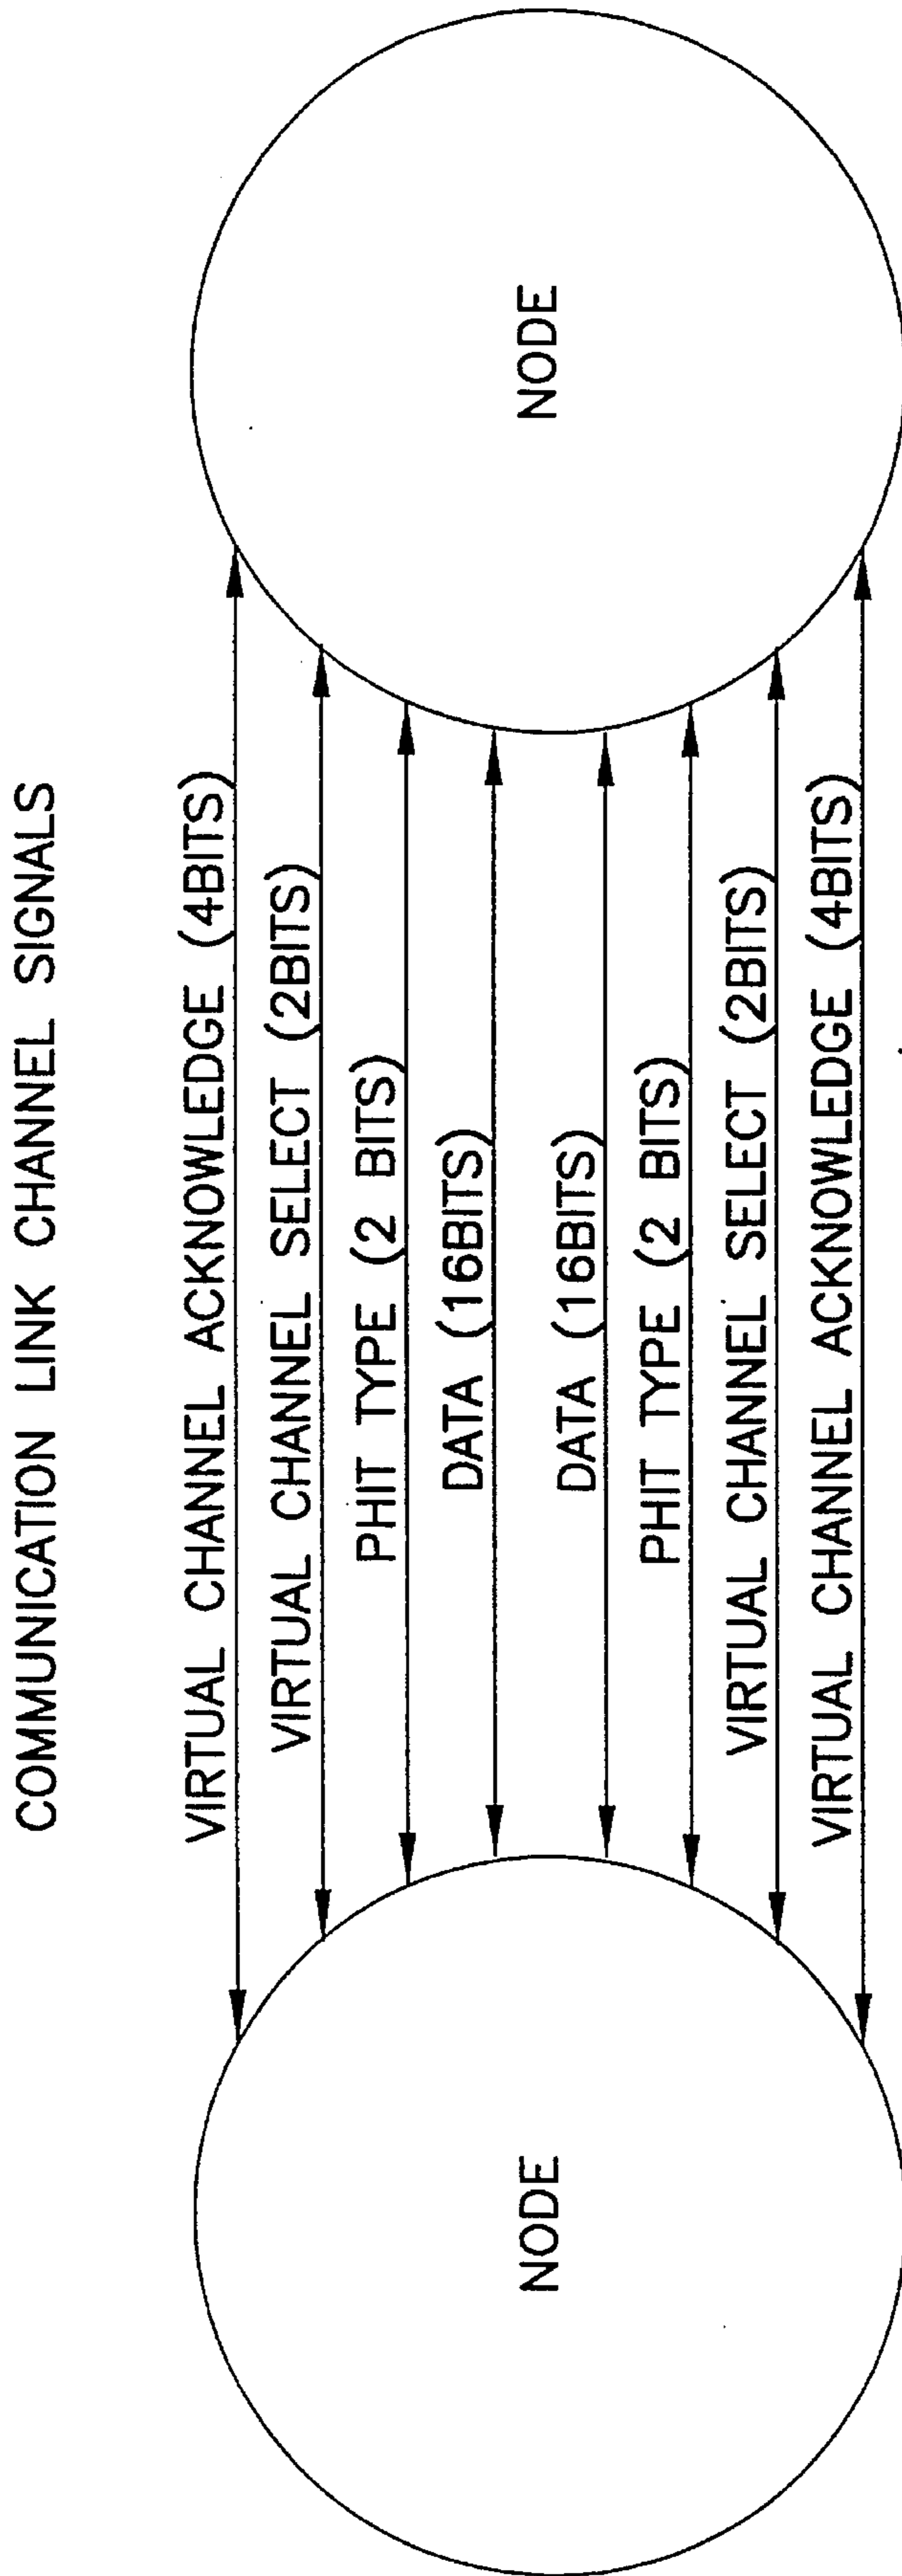 COMMUNICATION LINK CHANNEL SIGNALS
VIRTUAL CHANNEL ACKNOWLEDGE (4BITS)
VIRTUAL CHANNEL SELECT (2BITS)
PHIT TYPE (2 BITS)
DATA (16BITS)
NODE
NODE
DATA (16BITS)
PHIT TYPE (2 BITS)
VIRTUAL CHANNEL SELECT (2BITS)
VIRTUAL CHANNEL ACKNOWLEDGE (4BITS)